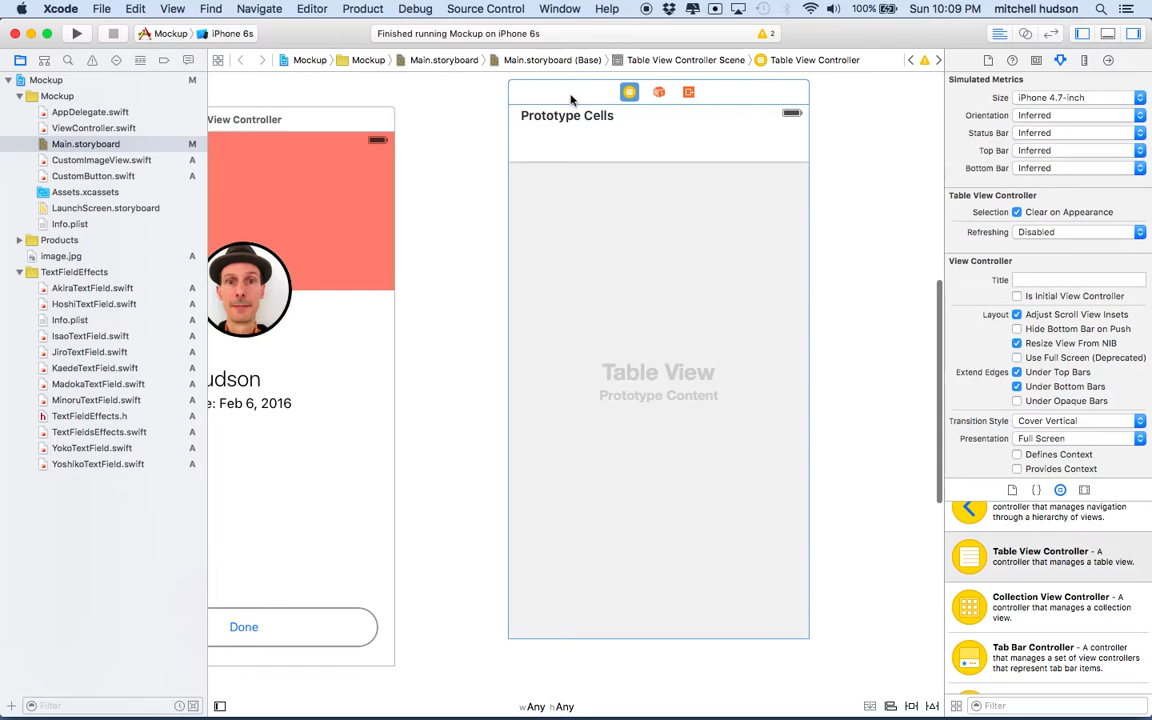 Xcode File Edit View Find Navigate Editor Product Debug Source Control Window Help 100% Sun 10:09 PM mitchell hudson
Mockup iPhone 6s Finished running Mockup on iPhone 6s 2
Mockup Mockup Main.storyboard Main.storyboard (Base) Table View Controller Scene Table View Controller
Mockup
Mockup
AppDelegate.swift
ViewController.swift
Main.storyboard M
CustomImageView.swift A
CustomButton.swift A
Assets.xcassets
LaunchScreen.storyboard
Info.plist
Products
image.jpg A
TextFieldEffects
AkiraTextField.swift A
HoshiTextField.swift A
Info.plist A
IsaoTextField.swift A
JiroTextField.swift A
KaedeTextField.swift A
MadokaTextField.swift A
MinoruTextField.swift A
TextFieldEffects.h A
TextFieldsEffects.swift A
YokoTextField.swift A
YoshikoTextField.swift A
Filter
View Controller
udson
e: Feb 6, 2016
Done
Prototype Cells
Table View
Prototype Content
wAny hAny
Simulated Metrics
Size iPhone 4.7-inch
Orientation Inferred
Status Bar Inferred
Top Bar Inferred
Bottom Bar Inferred
Table View Controller
Selection Clear on Appearance
Refreshing Disabled
View Controller
Title
Is Initial View Controller
Layout Adjust Scroll View Insets
Hide Bottom Bar on Push
Resize View From NIB
Use Full Screen (Deprecated)
Extend Edges Under Top Bars
Under Bottom Bars
Under Opaque Bars
Transition Style Cover Vertical
Presentation Full Screen
Defines Context
Provides Context
controller that manages navigation
through a hierarchy of views.
Table View Controller - A
controller that manages a table view.
Collection View Controller - A
controller that manages a collection
view.
Tab Bar Controller - A controller
that manages a set of view controllers
that represent tab bar items.
Filter